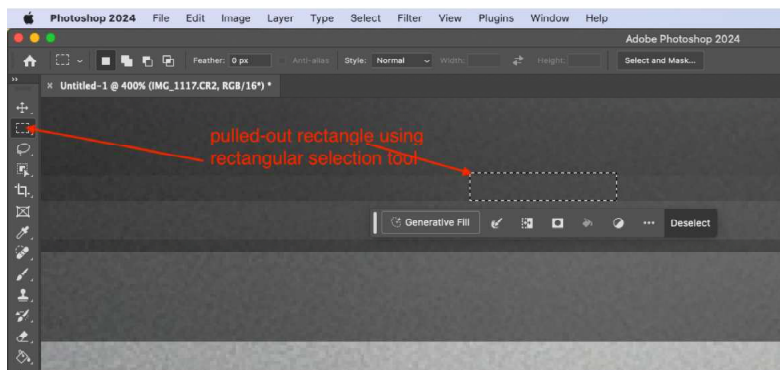 Photoshop 2024 File Edit Image Layer Type Select Filter View Plugins Window Help
Adobe Photoshop 2024
Feather: 0 px Anti-alias Style: Normal Width: Height: Select and Mask...
× Untitled-1 @ 400% (IMG_1117.CR2, RGB/16*) *
pulled-out rectangle using
rectangular selection tool
Generative Fill ... Deselect